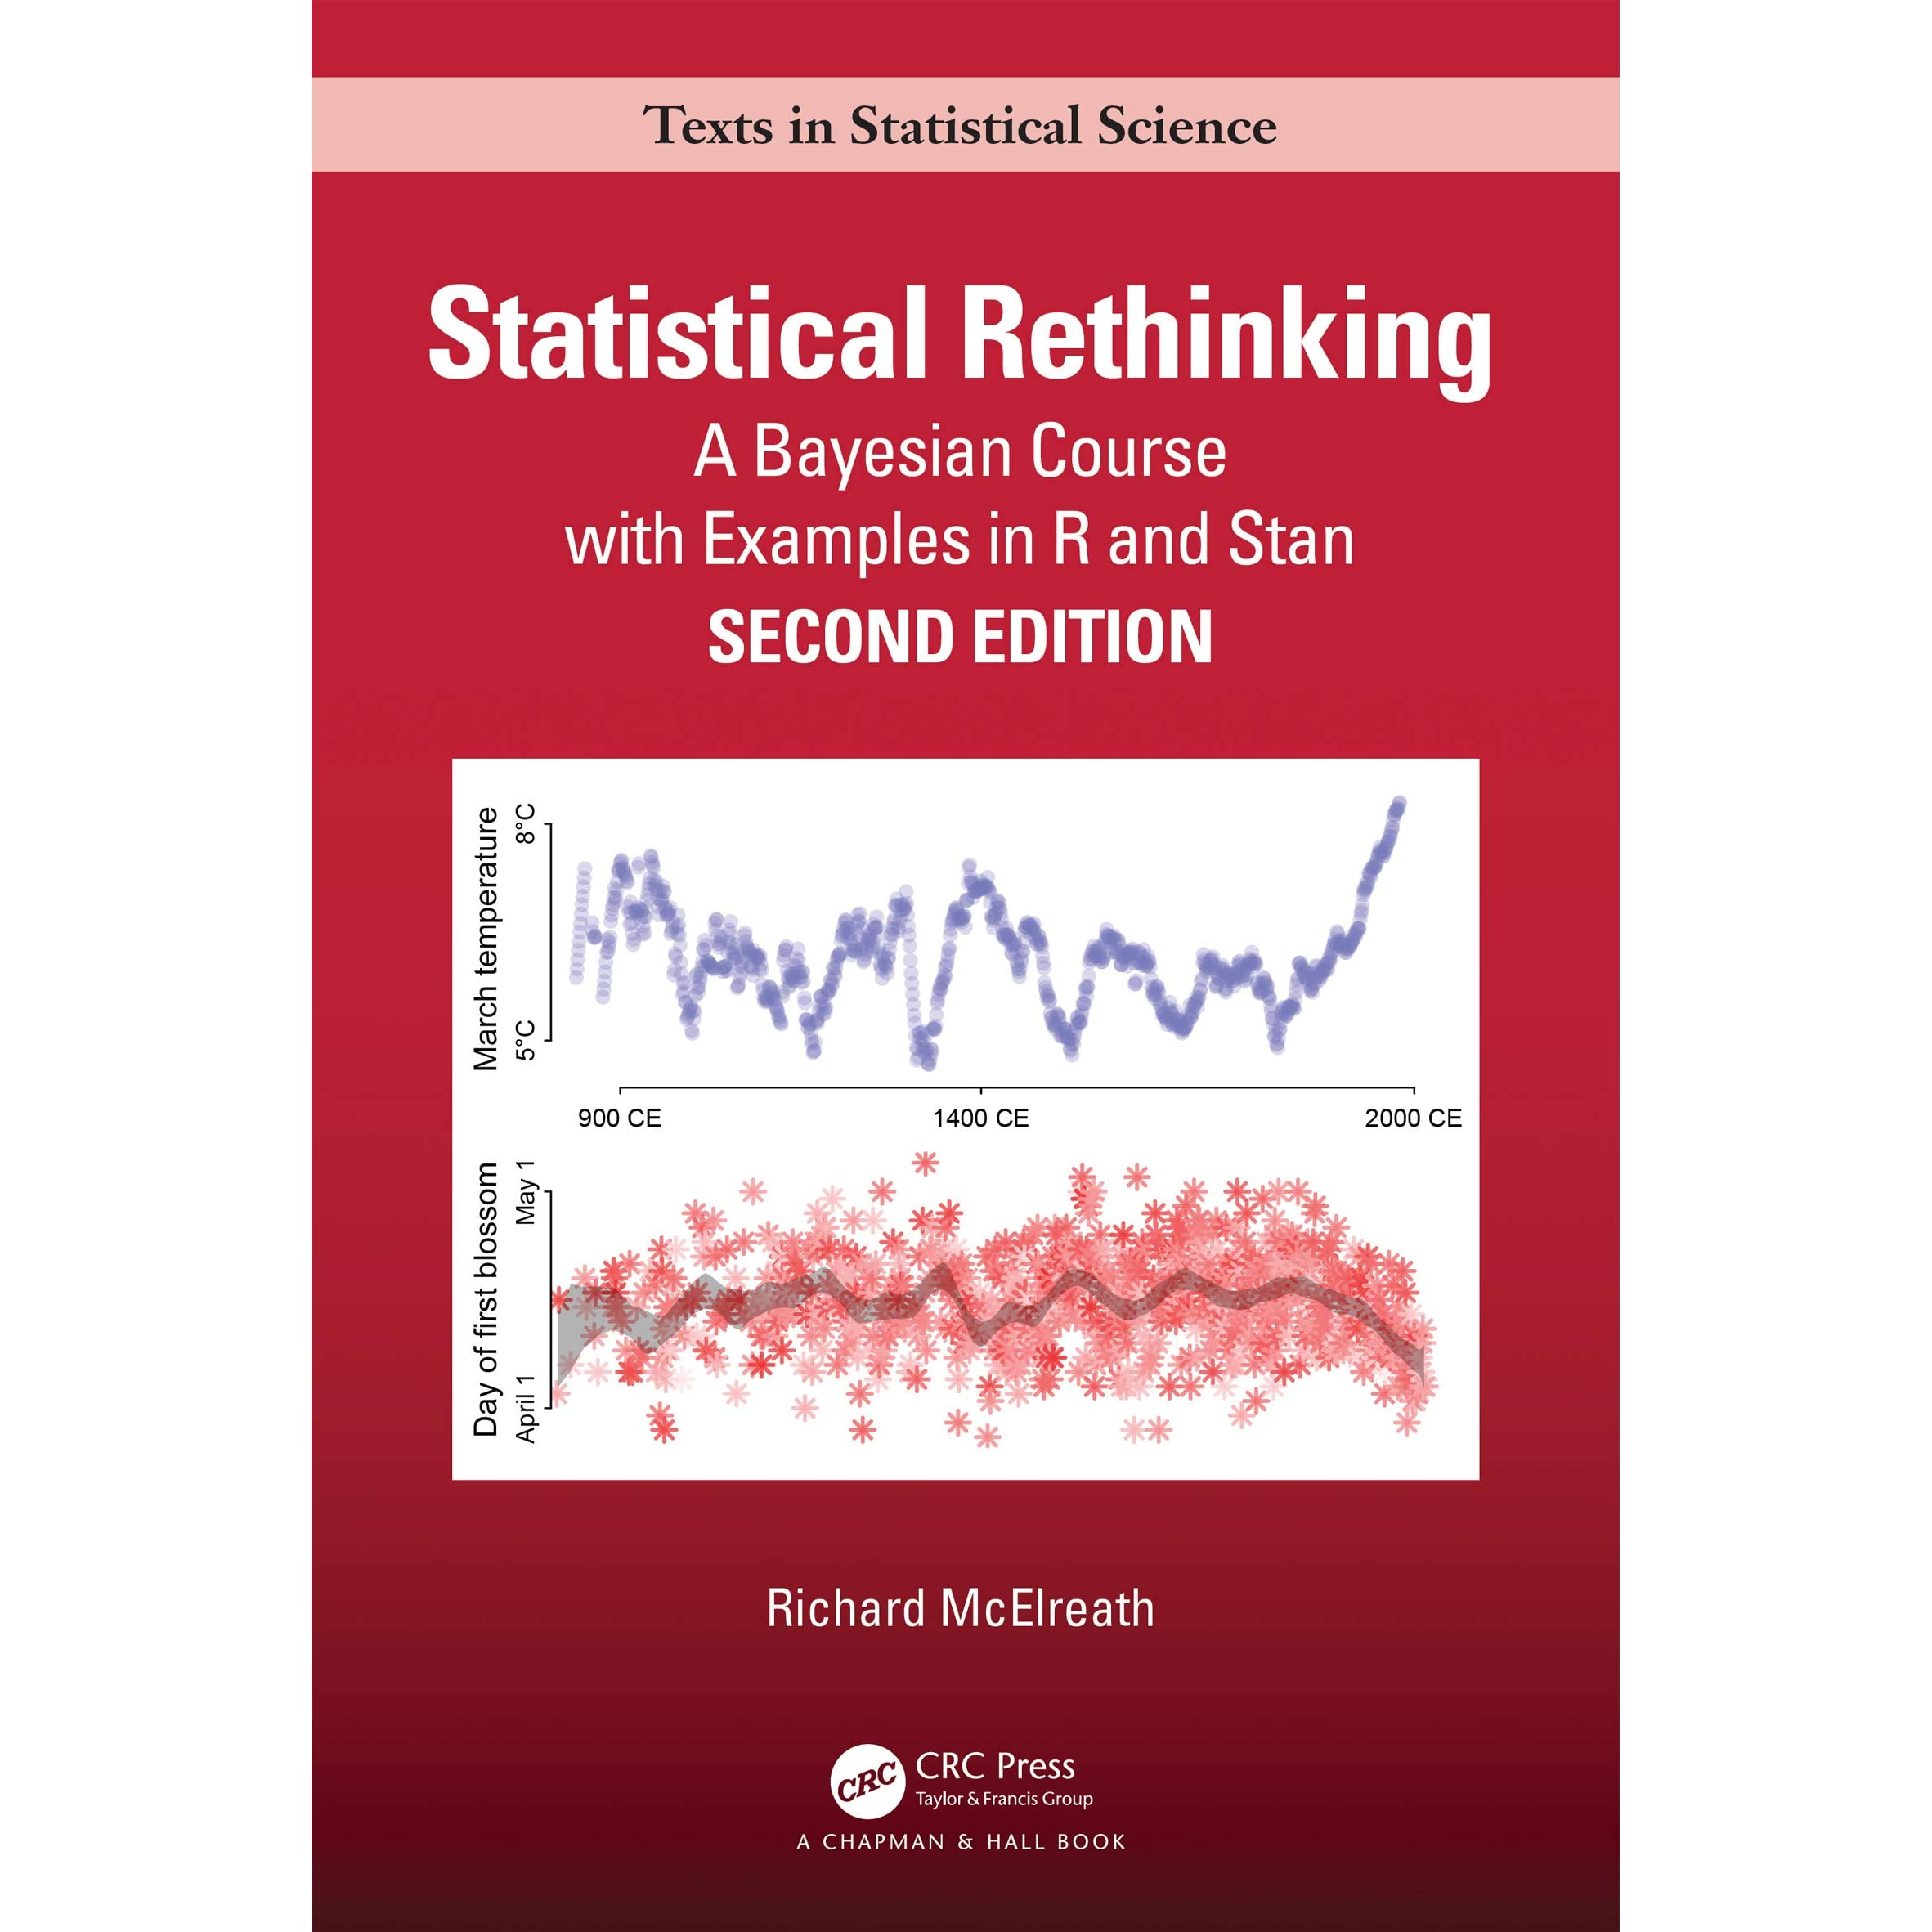 Texts in Statistical Science
Statistical Rethinking
A Bayesian Course
with Examples in R and Stan
SECOND EDITION
March temperature
8°C
5°C
900 CE
1400 CE
2000 CE
Day of first blossom
May 1
April 1
Richard McElreath
CRC
CRC Press
Taylor & Francis Group
A CHAPMAN & HALL BOOK